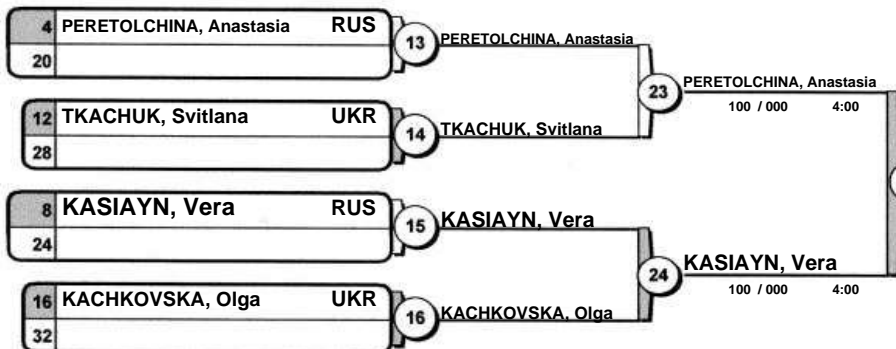 4 PERETOLCHINA, Anastasia RUS
20
13
PERETOLCHINA, Anastasia
12 TKACHUK, Svitlana UKR
28
14
TKACHUK, Svitlana
23
PERETOLCHINA, Anastasia
100 / 000 4:00
8 KASIAYN, Vera RUS
24
15
KASIAYN, Vera
16 KACHKOVSKA, Olga UKR
32
16
KACHKOVSKA, Olga
24
KASIAYN, Vera
100 / 000 4:00